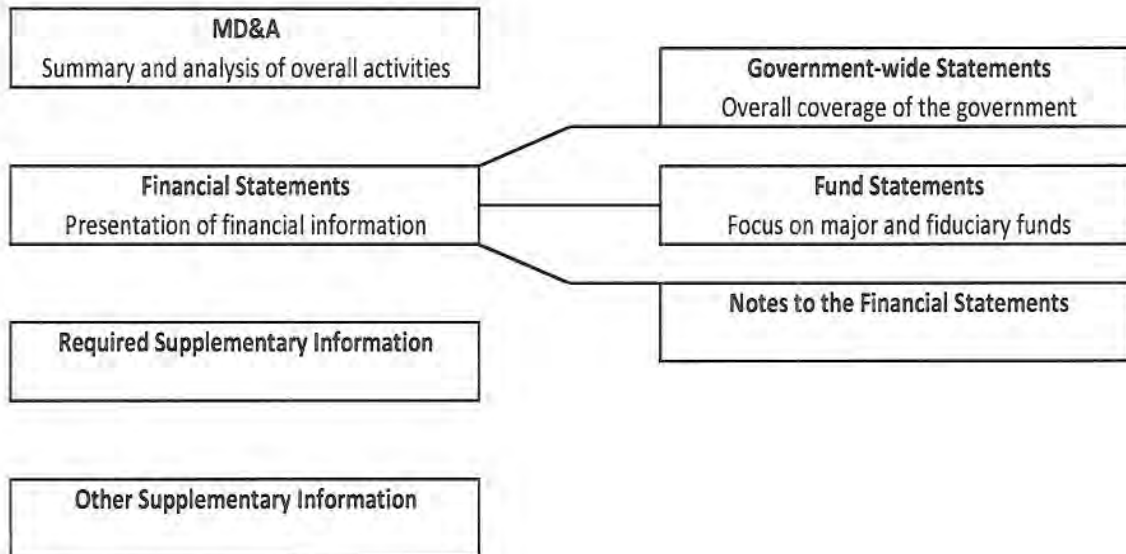 MD&A
Summary and analysis of overall activities
Government-wide Statements
Overall coverage of the government
Financial Statements
Presentation of financial information
Fund Statements
Focus on major and fiduciary funds
Notes to the Financial Statements
Required Supplementary Information
Other Supplementary Information